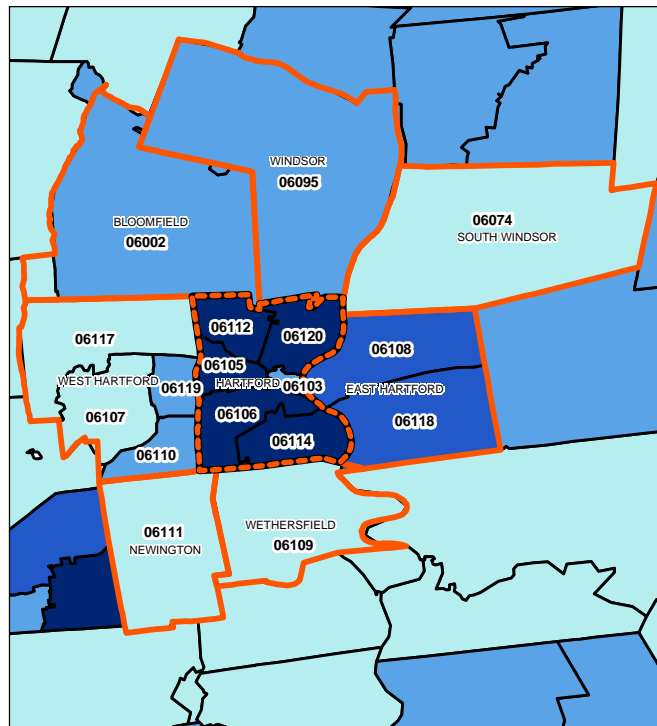 WINDSOR
06095
BLOOMFIELD
06002
06074
SOUTH WINDSOR
06112
06120
06117
06108
06105
WEST HARTFORD
06119
HARTFORD
06103
EAST HARTFORD
06107
06106
06118
06110
06114
06111
NEWINGTON
WETHERSFIELD
06109